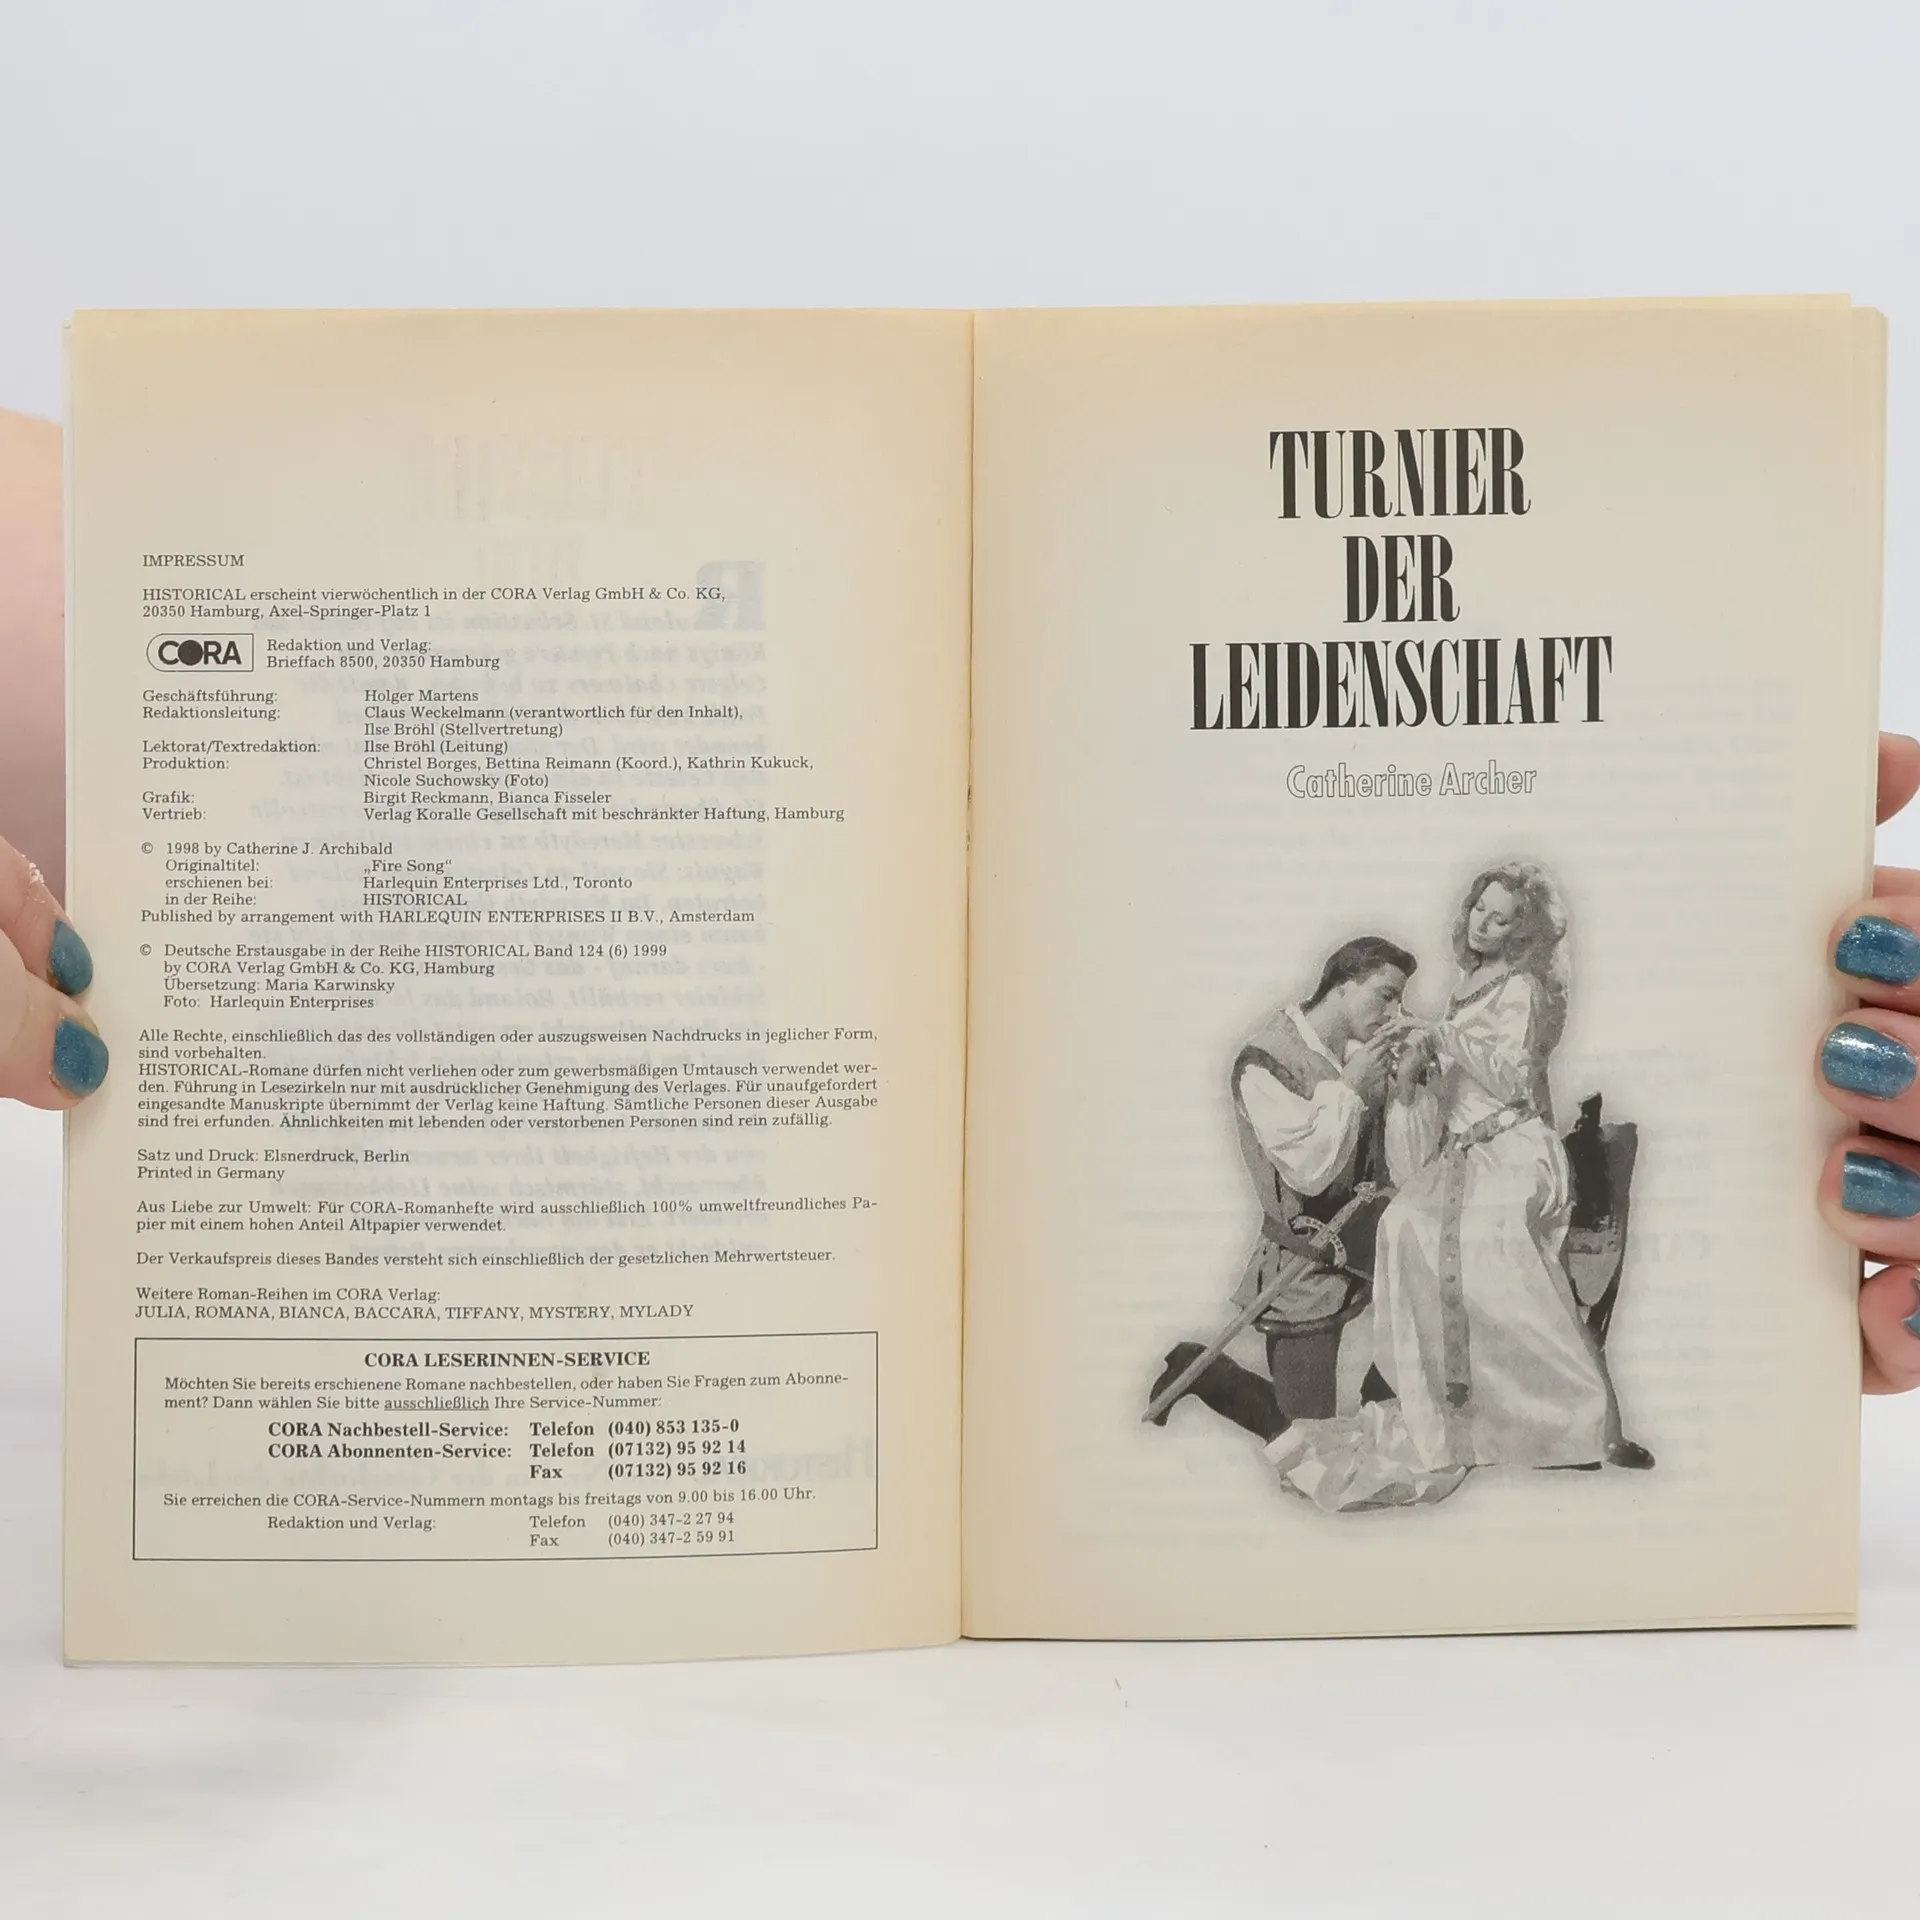 IMPRESSUM
HISTORICAL erscheint vierwöchentlich in der CORA Verlag GmbH & Co. KG,
20350 Hamburg, Axel-Springer-Platz 1
CORA
Redaktion und Verlag:
Brieffach 8500, 20350 Hamburg
Geschäftsführung: Holger Martens
Redaktionsleitung: Claus Weckelmann (verantwortlich für den Inhalt),
Ilse Bröhl (Stellvertretung)
Lektorat/Textredaktion: Ilse Bröhl (Leitung)
Produktion: Christel Borges, Bettina Reimann (Koord.), Kathrin Kukuck,
Nicole Suchowsky (Foto)
Grafik: Birgit Reckmann, Bianca Fisseler
Vertrieb: Verlag Koralle Gesellschaft mit beschränkter Haftung, Hamburg
© 1998 by Catherine J. Archibald
Originaltitel: „Fire Song“
erschienen bei: Harlequin Enterprises Ltd., Toronto
in der Reihe: HISTORICAL
Published by arrangement with HARLEQUIN ENTERPRISES II B.V., Amsterdam
© Deutsche Erstausgabe in der Reihe HISTORICAL Band 124 (6) 1999
by CORA Verlag GmbH & Co. KG, Hamburg
Übersetzung: Maria Karwinsky
Foto: Harlequin Enterprises
Alle Rechte, einschließlich das des vollständigen oder auszugsweisen Nachdrucks in jeglicher Form,
sind vorbehalten.
HISTORICAL-Romane dürfen nicht verliehen oder zum gewerbsmäßigen Umtausch verwendet wer-
den. Führung in Lesezirkeln nur mit ausdrücklicher Genehmigung des Verlages. Für unaufgefordert
eingesandte Manuskripte übernimmt der Verlag keine Haftung. Sämtliche Personen dieser Ausgabe
sind frei erfunden. Ähnlichkeiten mit lebenden oder verstorbenen Personen sind rein zufällig.
Satz und Druck: Elsnerdruck, Berlin
Printed in Germany
Aus Liebe zur Umwelt: Für CORA-Romanhefte wird ausschließlich 100% umweltfreundliches Pa-
pier mit einem hohen Anteil Altpapier verwendet.
Der Verkaufspreis dieses Bandes versteht sich einschließlich der gesetzlichen Mehrwertsteuer.
Weitere Roman-Reihen im CORA Verlag:
JULIA, ROMANA, BIANCA, BACCARA, TIFFANY, MYSTERY, MYLADY
CORA LESERINNEN-SERVICE
Möchten Sie bereits erschienene Romane nachbestellen, oder haben Sie Fragen zum Abonne-
ment? Dann wählen Sie bitte ausschließlich Ihre Service-Nummer:
CORA Nachbestell-Service: Telefon (040) 853 135-0
CORA Abonnenten-Service: Telefon (07132) 95 92 14
Fax (07132) 95 92 16
Sie erreichen die CORA-Service-Nummern montags bis freitags von 9.00 bis 16.00 Uhr.
Redaktion und Verlag: Telefon (040) 347-2 27 94
Fax (040) 347-2 59 91
TURNIER
DER
LEIDENSCHAFT
Catherine Archer